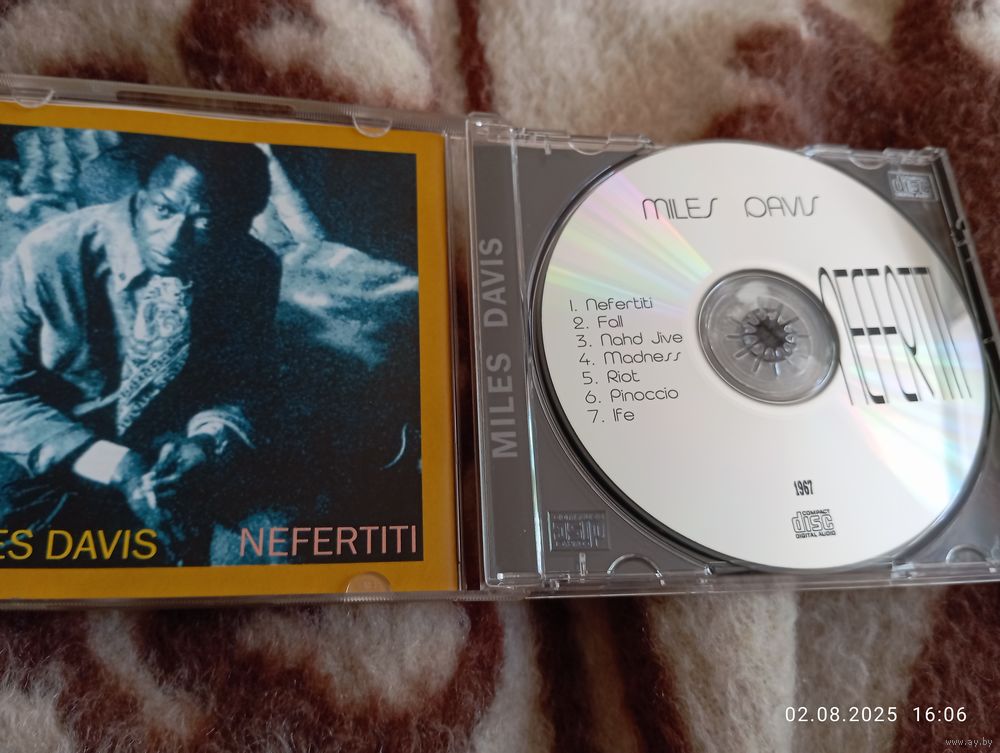 ES DAVIS NEFERTITI
MILES DAVIS
MILES DAVIS
1. Nefertiti
2. Fall
3. Nahd Jive
4. Madness
5. Riot
6. Pinoccio
7. Ife
NEFERTITI
1967
COMPACT
disc
DIGITAL AUDIO
disc
02.08.2025 16:06
www.ay.by